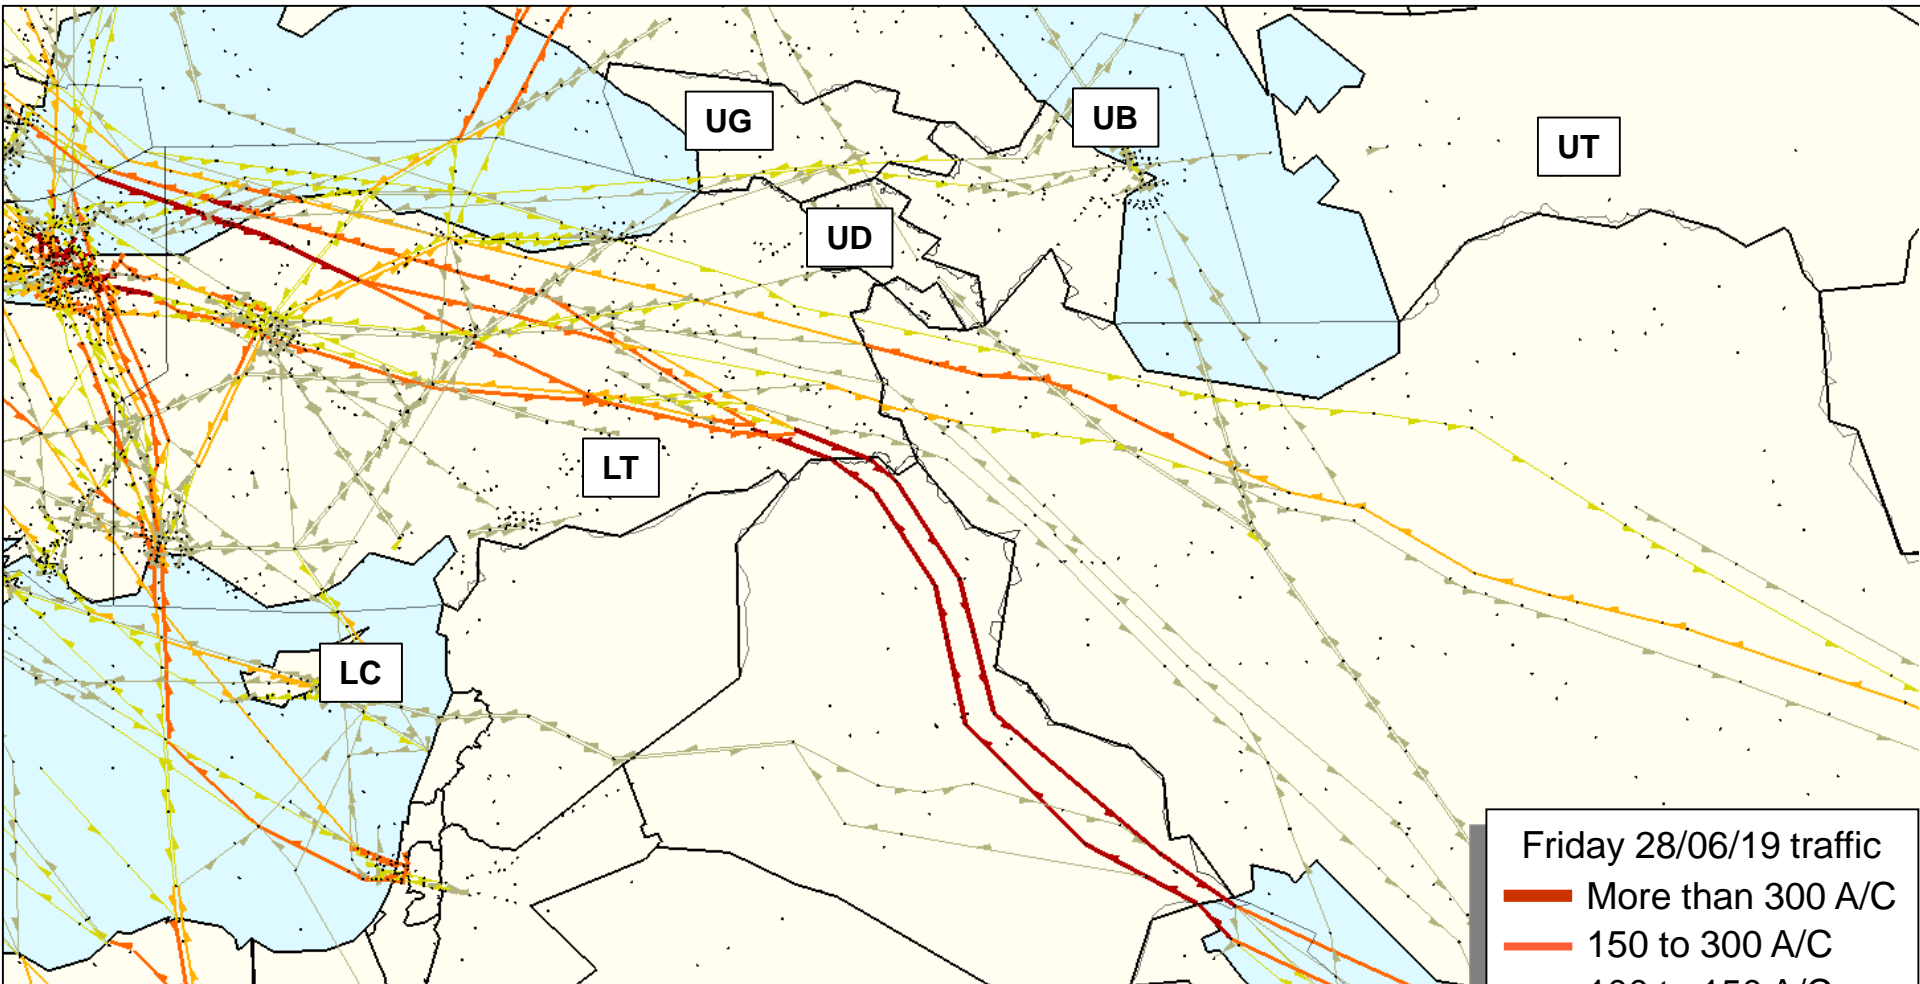 UG
UB
UT
UD
LT
LC
Friday 28/06/19 traffic
More than 300 A/C
150 to 300 A/C